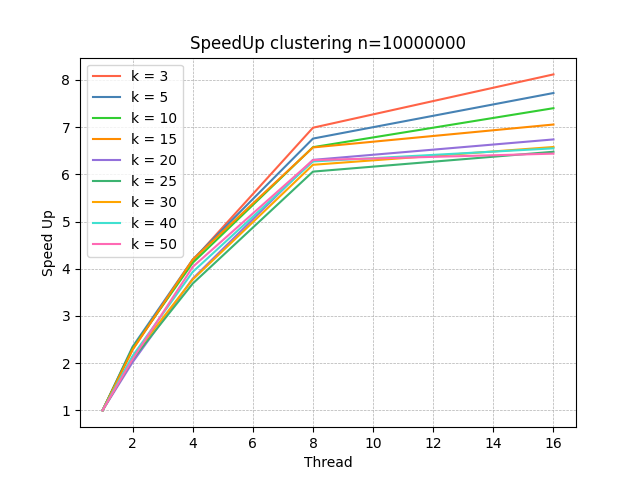 SpeedUp clustering n=10000000
k = 3
k = 5
k = 10
k = 15
k = 20
k = 25
k = 30
k = 40
k = 50
Speed Up
8
7
6
5
4
3
2
1
2 4 6 8 10 12 14 16
Thread